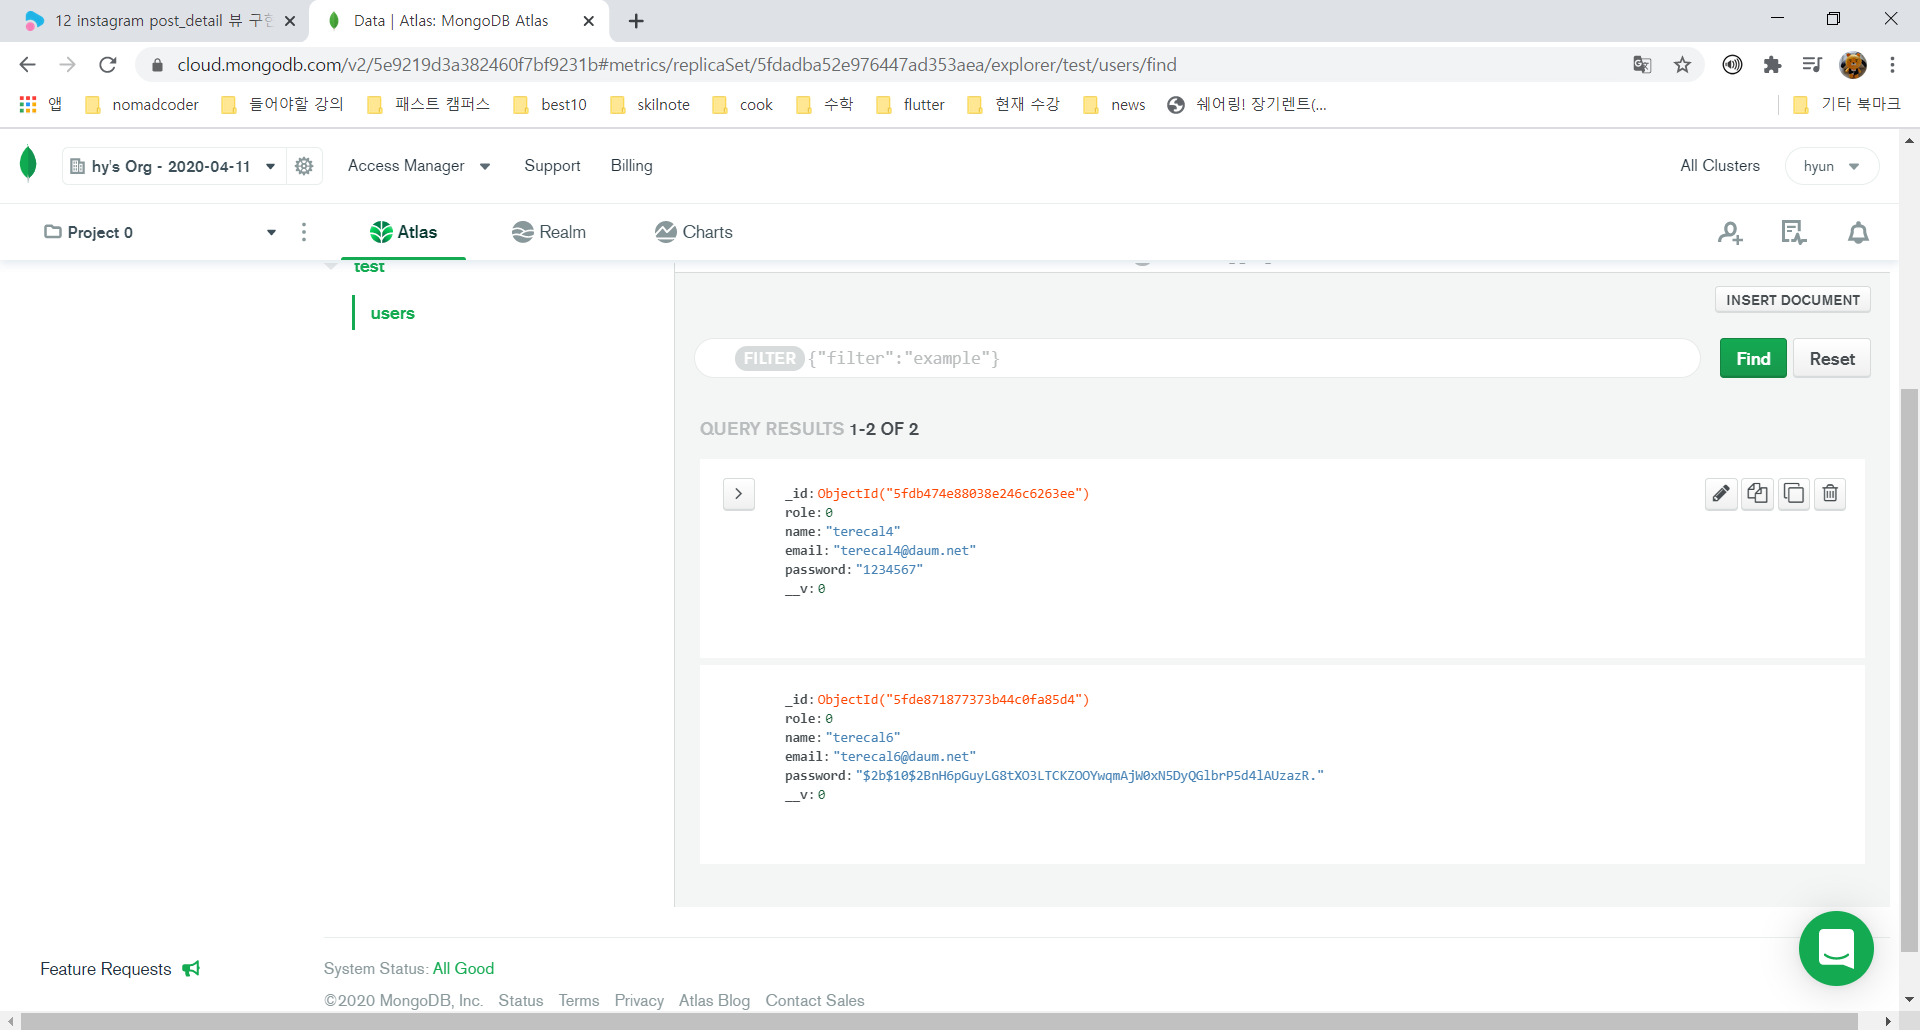 12 instagram post_detail 뷰 구현
Data | Atlas: MongoDB Atlas
cloud.mongodb.com/v2/5e9219d3a382460f7bf9231b#metrics/replicaSet/5fdadba52e976447ad353aea/explorer/test/users/find
앱 nomadcoder 들어야할 강의 패스트 캠퍼스 best10 skilnote cook 수학 flutter 현재 수강 news 쉐어링! 장기렌트(... 기타 북마크
hy's Org - 2020-04-11 Access Manager Support Billing All Clusters hyun
Project 0 Atlas Realm Charts
test
users
INSERT DOCUMENT
FILTER {"filter":"example"} Find Reset
QUERY RESULTS 1-2 OF 2
_id: ObjectId("5fdb474e88038e246c6263ee")
role: 0
name: "terecal4"
email: "terecal4@daum.net"
password: "1234567"
__v: 0
_id: ObjectId("5fde871877373b44c0fa85d4")
role: 0
name: "terecal6"
email: "terecal6@daum.net"
password: "$2b$10$2BnH6pGuyLG8tXO3LTCKZOOYwqmAjW0xN5DyQGlbrP5d4lAUzazR."
__v: 0
Feature Requests
System Status: All Good
©2020 MongoDB, Inc. Status Terms Privacy Atlas Blog Contact Sales